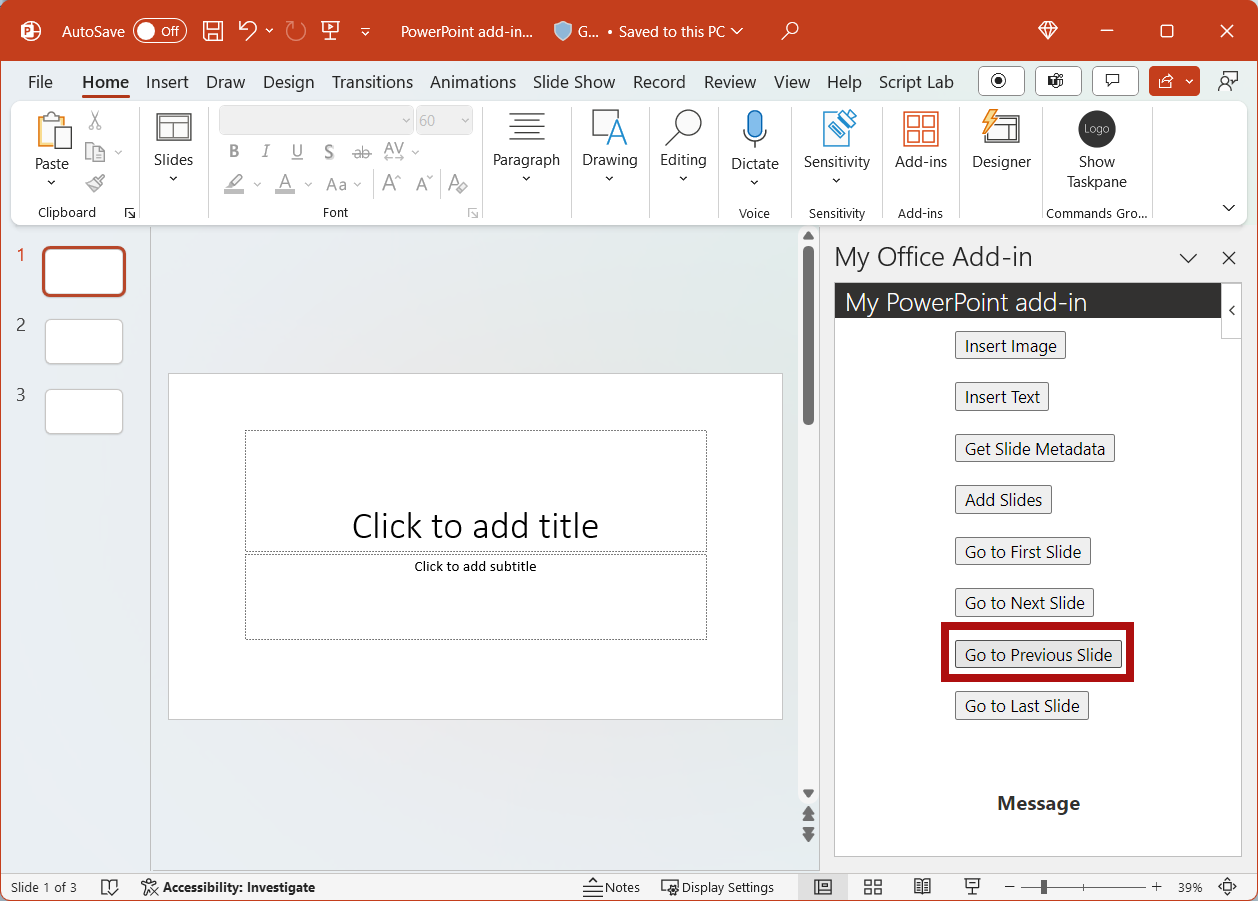 AutoSave Off PowerPoint add-in... G... • Saved to this PC
File Home Insert Draw Design Transitions Animations Slide Show Record Review View Help Script Lab
Paste
Clipboard
Slides
60
B I U S ab AV
A Aa A A A
Font
Paragraph
Drawing
Editing
Dictate
Voice
Sensitivity
Sensitivity
Add-ins
Add-ins
Designer
Logo
Show
Taskpane
Commands Gro...
1
2
3
Click to add title
Click to add subtitle
My Office Add-in
My PowerPoint add-in
Insert Image
Insert Text
Get Slide Metadata
Add Slides
Go to First Slide
Go to Next Slide
Go to Previous Slide
Go to Last Slide
Message
Slide 1 of 3 Accessibility: Investigate Notes Display Settings 39%